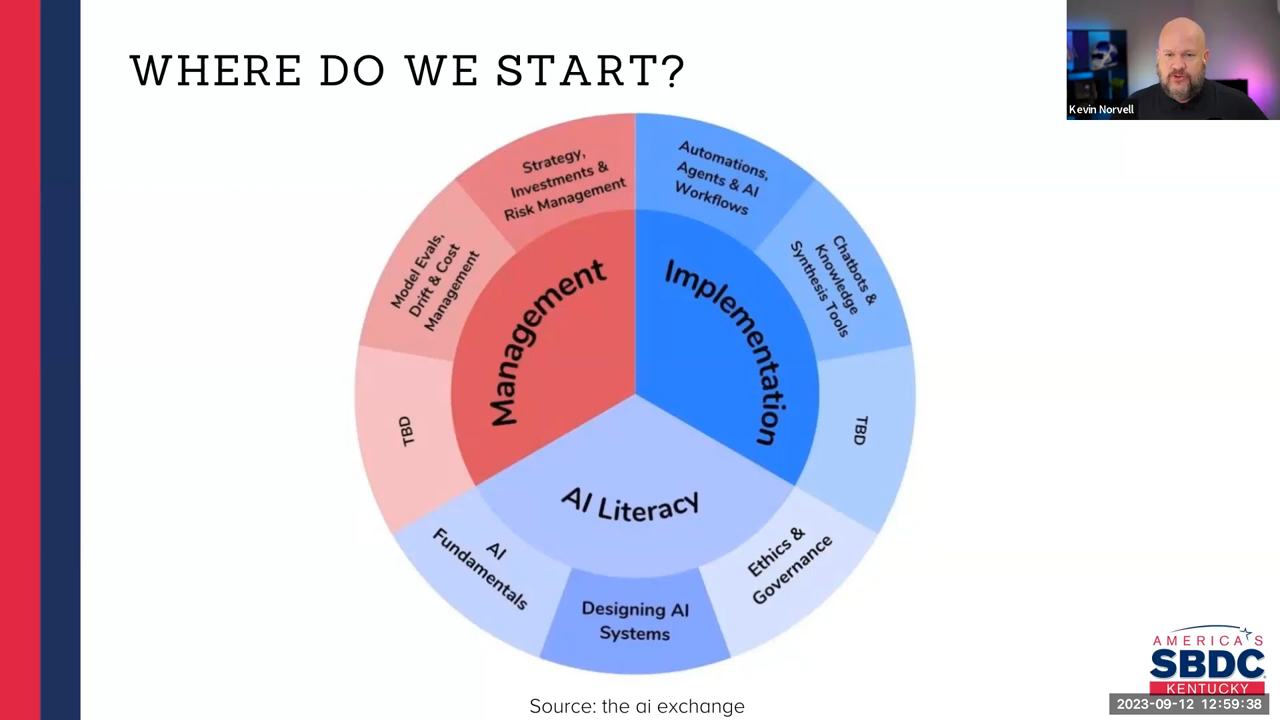 WHERE DO WE START?
Kevin Norvell
Strategy,
Investments &
Risk Management
Automations,
Agents & AI
Workflows
Model Evals,
Drift & Cost
Management
Chatbots &
Knowledge
Synthesis Tools
Management
Implementation
TBD
TBD
AI Literacy
AI
Fundamentals
Designing AI
Systems
Ethics &
Governance
Source: the ai exchange
AMERICA'S
SBDC
KENTUCKY
2023-09-12 12:59:38